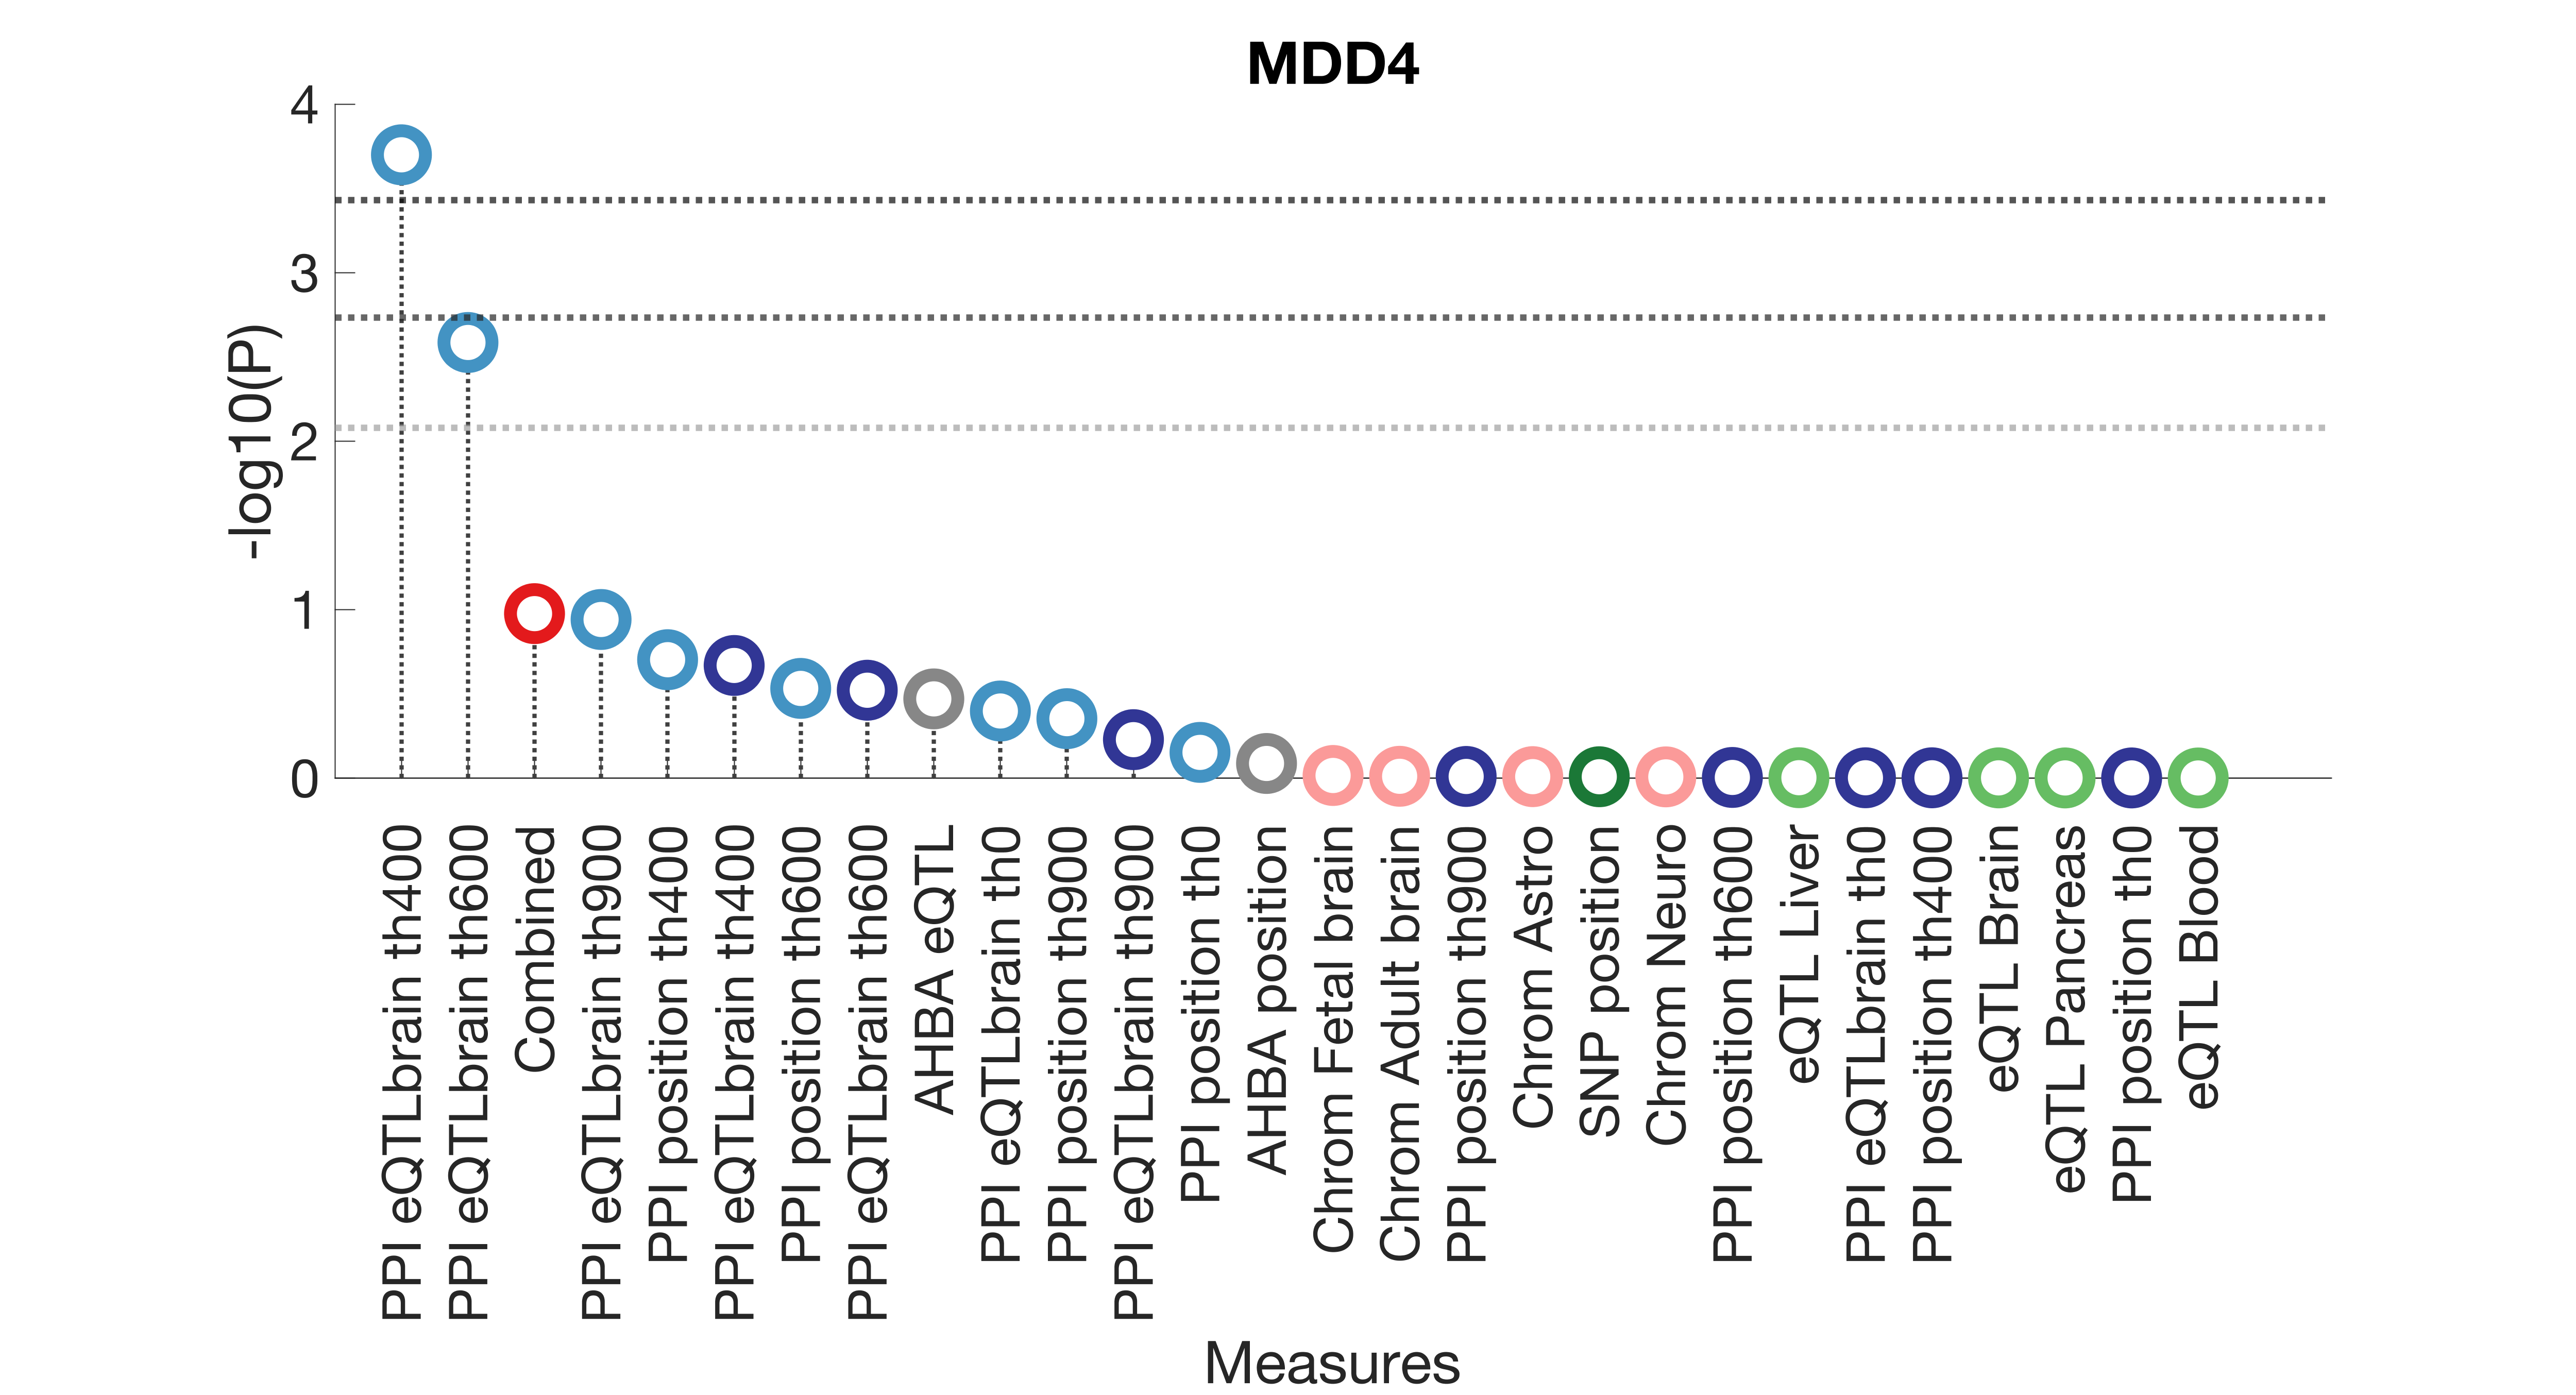 MDD4
-log10(P)
4
3
2
1
0
PPI eQTLbrain th400
PPI eQTLbrain th600
Combined
PPI eQTLbrain th900
PPI position th400
PPI eQTLbrain th400
PPI position th600
PPI eQTLbrain th600
AHBA eQTL
PPI eQTLbrain th0
PPI position th900
PPI eQTLbrain th900
PPI position th0
AHBA position
Chrom Fetal brain
Chrom Adult brain
PPI position th900
Chrom Astro
SNP position
Chrom Neuro
PPI position th600
eQTL Liver
PPI eQTLbrain th0
PPI position th400
eQTL Brain
eQTL Pancreas
PPI position th0
eQTL Blood
Measures